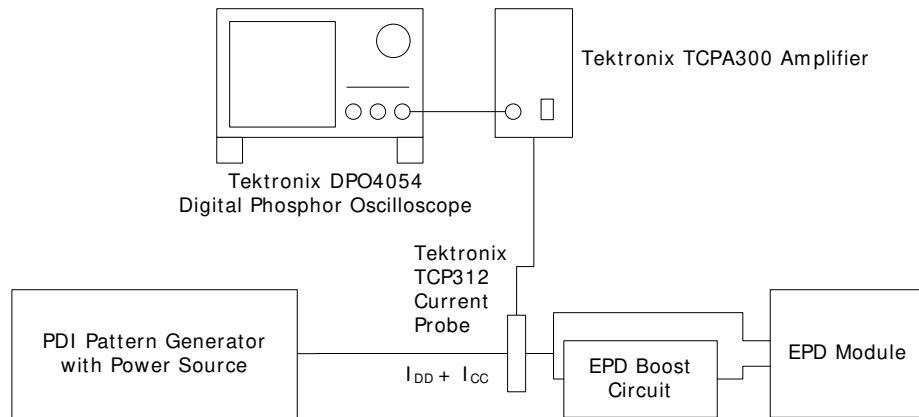 Tektronix TCPA300 Amplifier
Tektronix DPO4054
Digital Phosphor Oscilloscope
Tektronix
TCP312
Current
Probe
PDI Pattern Generator
with Power Source
IDD + ICC
EPD Boost
Circuit
EPD Module